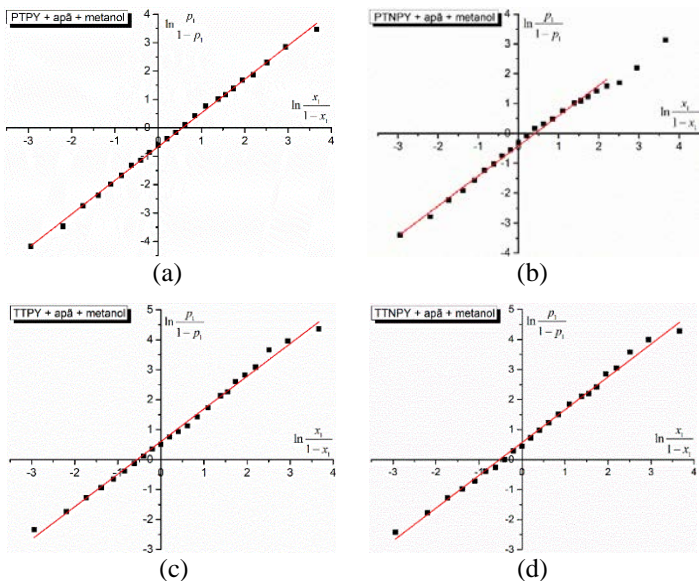 PTPY + apă + metanol
ln p₁ / 1 − p₁
ln x₁ / 1 − x₁
4
3
2
1
0
-1
-2
-3
-4
-3 -2 -1 0 1 2 3 4
(a)
PTNPY + apă + metanol
ln p₁ / 1 − p₁
ln x₁ / 1 − x₁
4
3
2
1
0
-1
-2
-3
-4
-3 -2 -1 0 1 2 3 4
(b)
TTPY + apă + metanol
ln p₁ / 1 − p₁
ln x₁ / 1 − x₁
5
4
3
2
1
0
-1
-2
-3
-3 -2 -1 0 1 2 3 4
(c)
TTNPY + apă + metanol
ln p₁ / 1 − p₁
ln x₁ / 1 − x₁
5
4
3
2
1
0
-1
-2
-3
-3 -2 -1 0 1 2 3 4
(d)